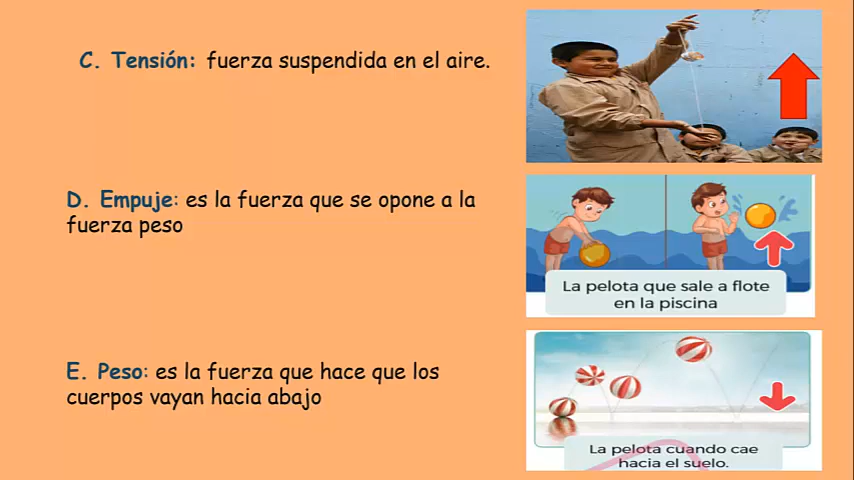 C. Tensión: fuerza suspendida en el aire.
D. Empuje: es la fuerza que se opone a la
fuerza peso
La pelota que sale a flote
en la piscina
E. Peso: es la fuerza que hace que los
cuerpos vayan hacia abajo
La pelota cuando cae
hacia el suelo.